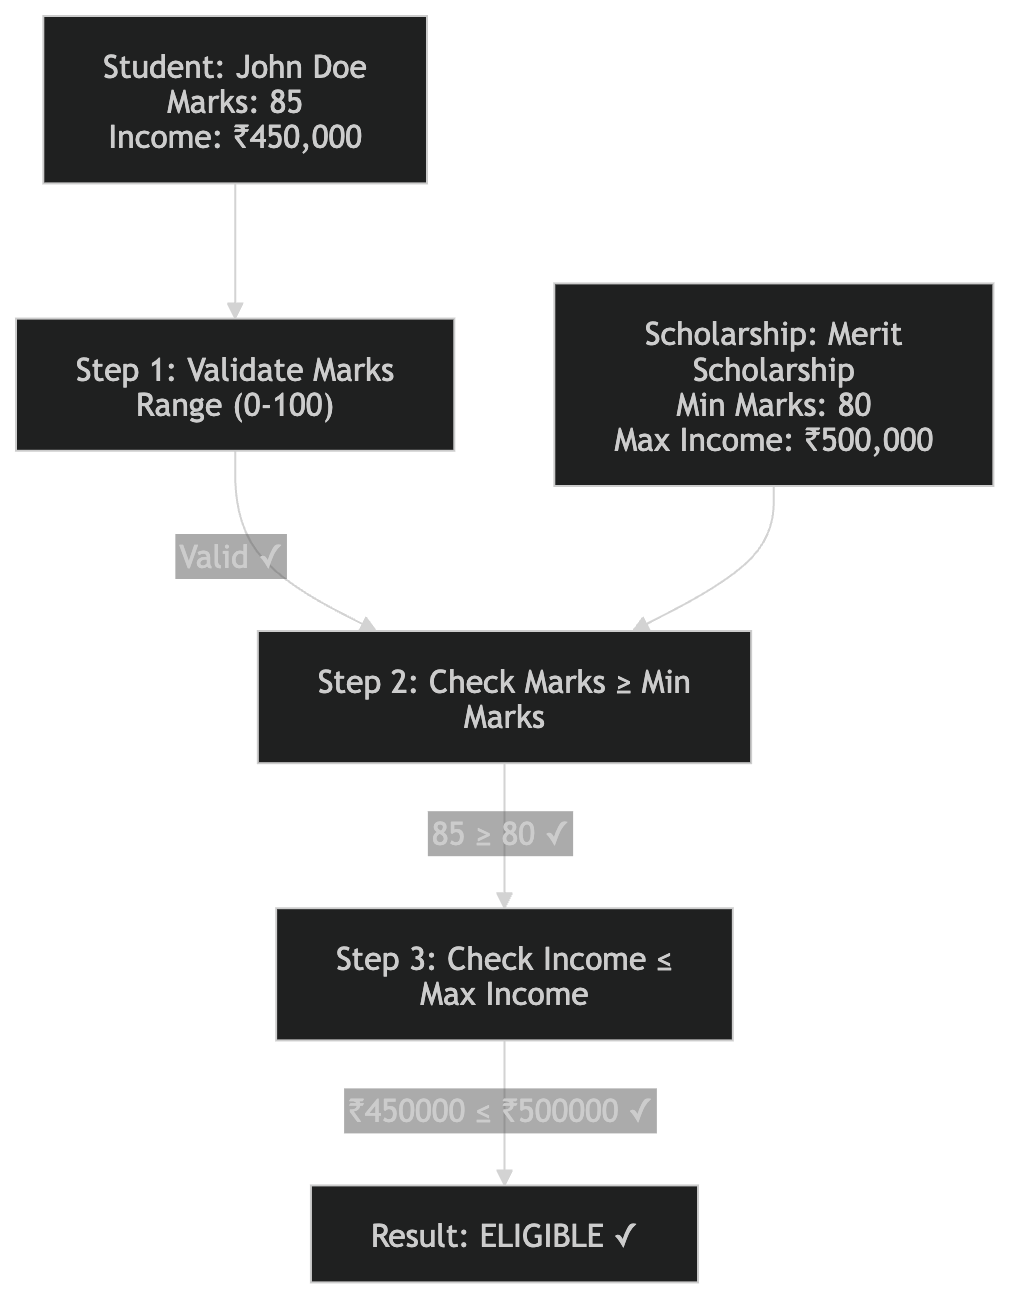 Student: John Doe
Marks: 85
Income: ₹450,000
Step 1: Validate Marks
Range (0-100)
Scholarship: Merit
Scholarship
Min Marks: 80
Max Income: ₹500,000
Valid ✓
Step 2: Check Marks ≥ Min
Marks
85 ≥ 80 ✓
Step 3: Check Income ≤
Max Income
₹450000 ≤ ₹500000 ✓
Result: ELIGIBLE ✓